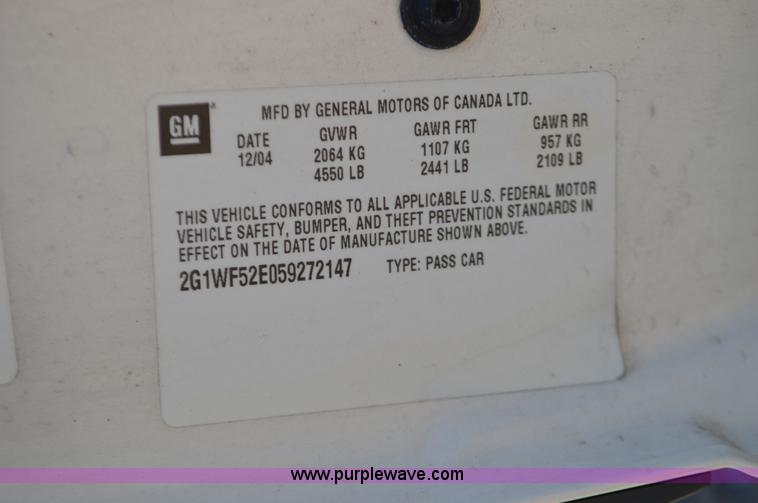 GM
MFD BY GENERAL MOTORS OF CANADA LTD.
DATE GVWR GAWR FRT GAWR RR
12/04 2064 KG 1107 KG 957 KG
4550 LB 2441 LB 2109 LB
THIS VEHICLE CONFORMS TO ALL APPLICABLE U.S. FEDERAL MOTOR
VEHICLE SAFETY, BUMPER, AND THEFT PREVENTION STANDARDS IN
EFFECT ON THE DATE OF MANUFACTURE SHOWN ABOVE.
2G1WF52E059272147 TYPE: PASS CAR
www.purplewave.com